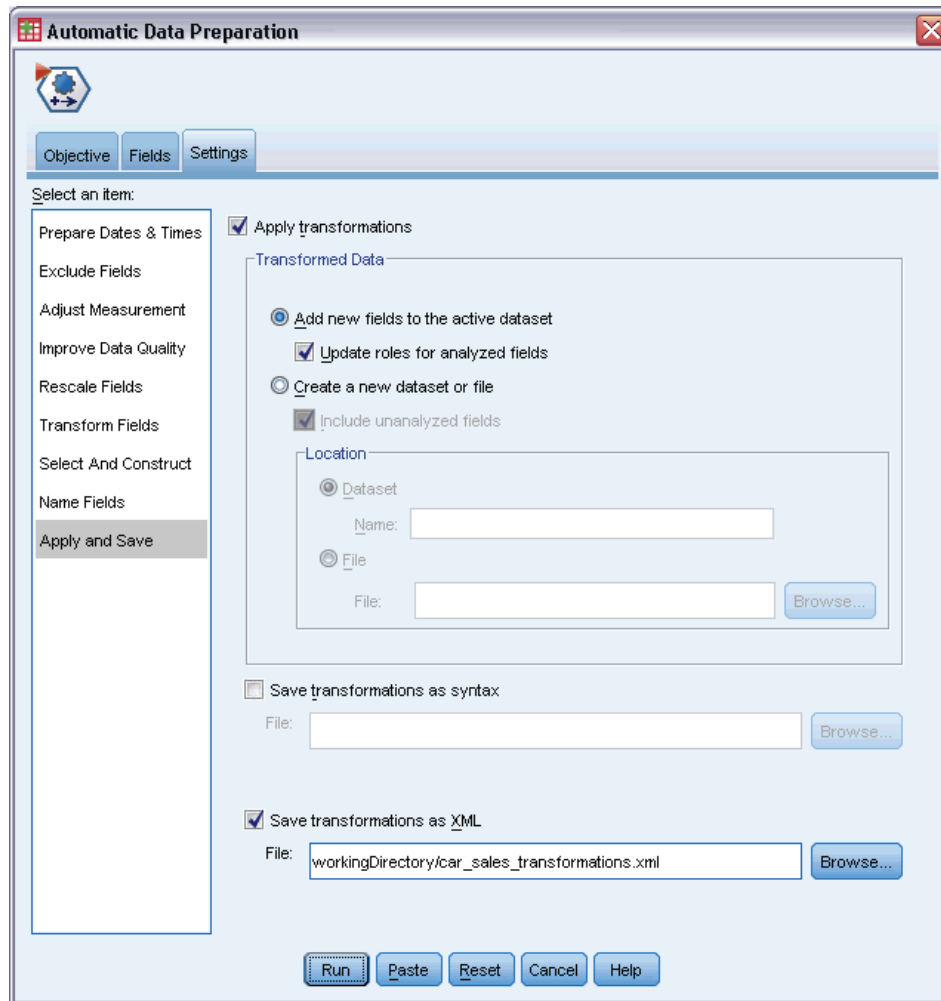 Automatic Data Preparation
Objective
Fields
Settings
Select an item:
Prepare Dates & Times
Exclude Fields
Adjust Measurement
Improve Data Quality
Rescale Fields
Transform Fields
Select And Construct
Name Fields
Apply and Save
Apply transformations
Transformed Data
Add new fields to the active dataset
Update roles for analyzed fields
Create a new dataset or file
Include unanalyzed fields
Location
Dataset
Name:
File
File:
Browse...
Save transformations as syntax
File:
Browse...
Save transformations as XML
File:
workingDirectory/car_sales_transformations.xml
Browse...
Run
Paste
Reset
Cancel
Help